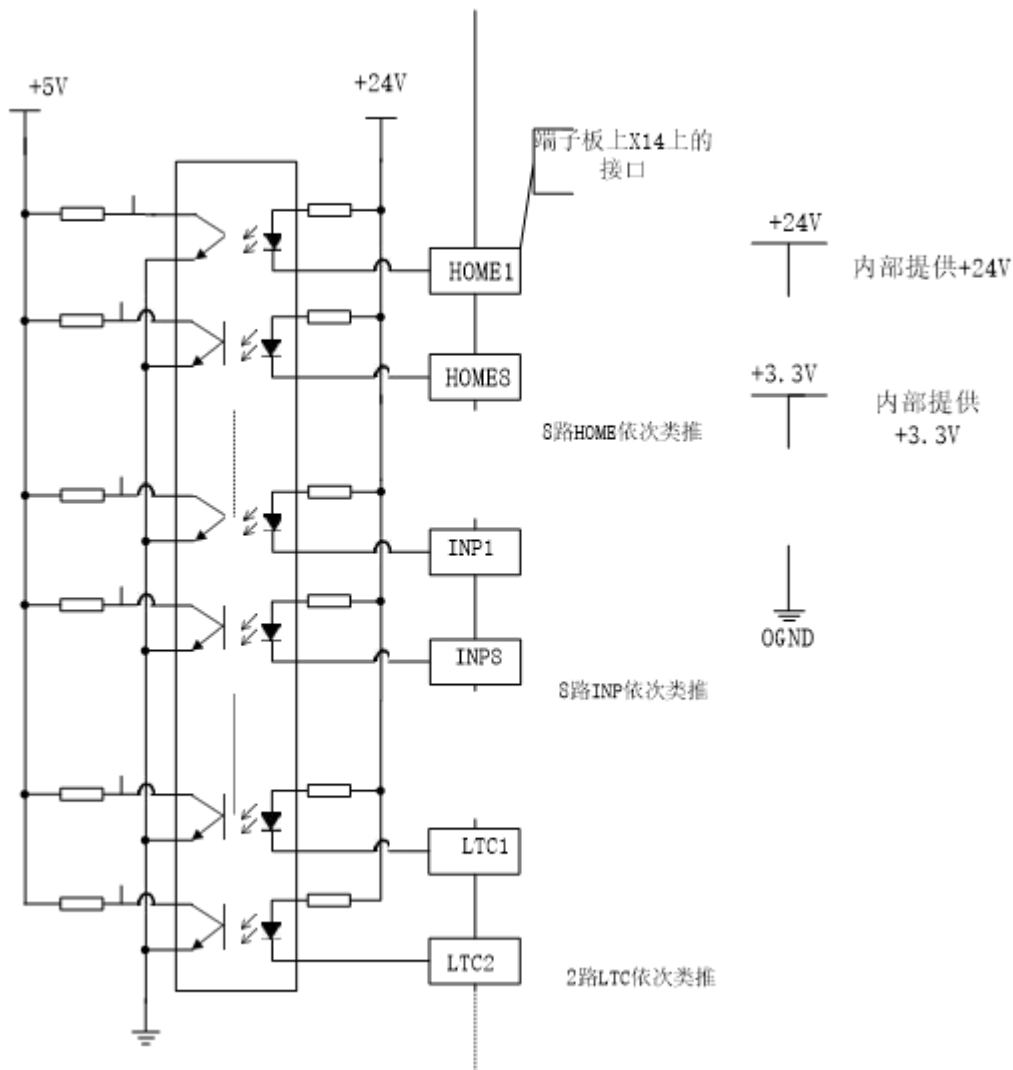 +5V
+24V
端子板上X14上的
接口
HOME1
HOME8
8路HOME依次类推
INP1
INP8
8路INP依次类推
LTC1
LTC2
2路LTC依次类推
+24V
内部提供+24V
+3.3V
内部提供
+3.3V
OGND